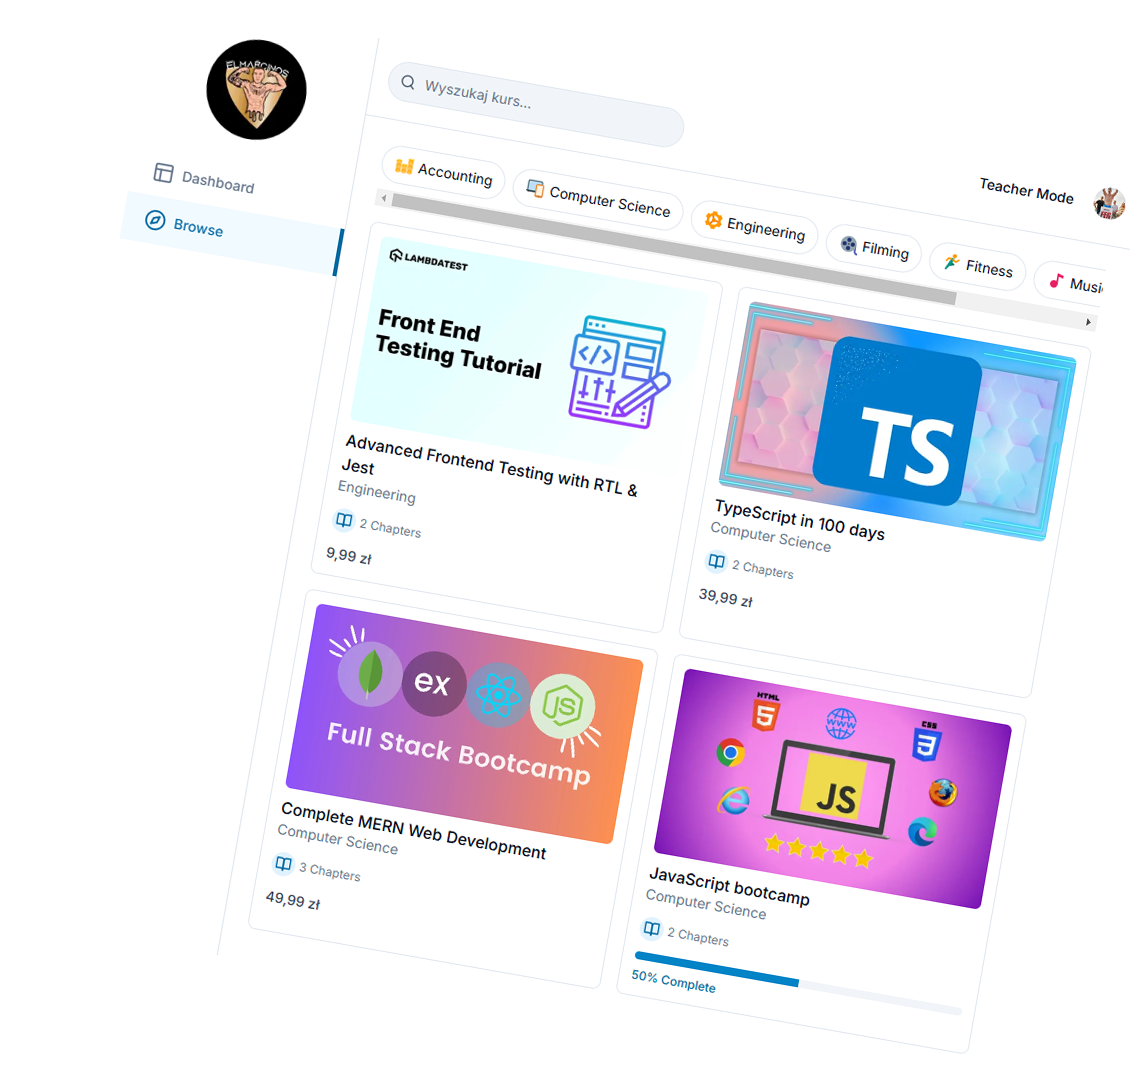 ELMARCINOS
Dashboard
Browse
Wyszukaj kurs...
Teacher Mode
Accounting
Computer Science
Engineering
Filming
Fitness
LAMBDATEST
Front End
Testing Tutorial
Advanced Frontend Testing with RTL &
Jest
Engineering
2 Chapters
9,99 zł
TS
TypeScript in 100 days
Computer Science
2 Chapters
39,99 zł
ex
JS
Full Stack Bootcamp
Complete MERN Web Development
Computer Science
3 Chapters
49,99 zł
HTML
5
WWW
CSS
3
JS
JavaScript bootcamp
Computer Science
2 Chapters
50% Complete